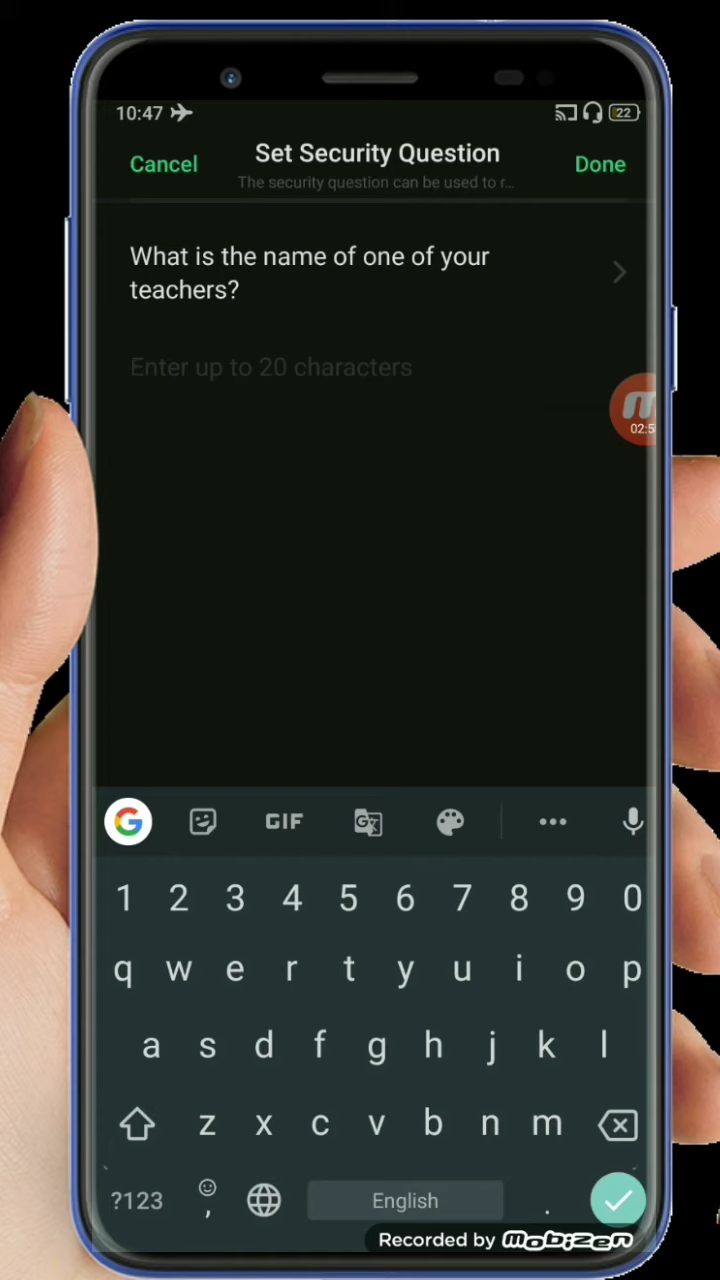 10:47
22
Cancel
Set Security Question
Done
The security question can be used to r...
What is the name of one of your
teachers?
Enter up to 20 characters
02:5
GIF
1 2 3 4 5 6 7 8 9 0
q w e r t y u i o p
a s d f g h j k l
z x c v b n m
?123 , English .
Recorded by mobizen